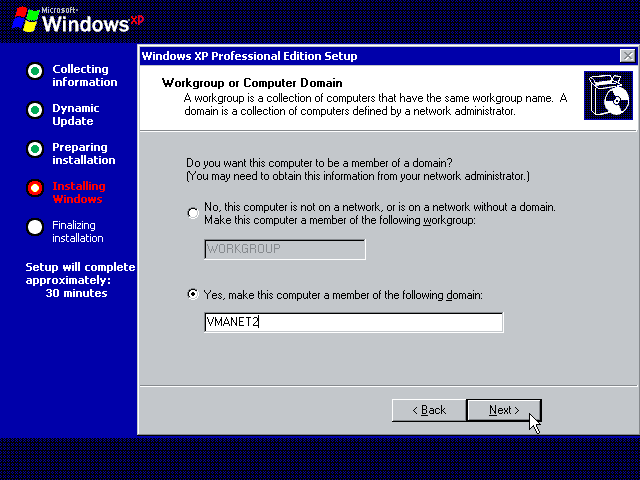 Microsoft®
Windows xp
Windows XP Professional Edition Setup
Collecting
information
Dynamic
Update
Preparing
installation
Installing
Windows
Finalizing
installation
Setup will complete
approximately:
30 minutes
Workgroup or Computer Domain
A workgroup is a collection of computers that have the same workgroup name. A
domain is a collection of computers defined by a network administrator.
Do you want this computer to be a member of a domain?
(You may need to obtain this information from your network administrator.)
No, this computer is not on a network, or is on a network without a domain.
Make this computer a member of the following workgroup:
WORKGROUP
Yes, make this computer a member of the following domain:
VMANET2
< Back
Next >